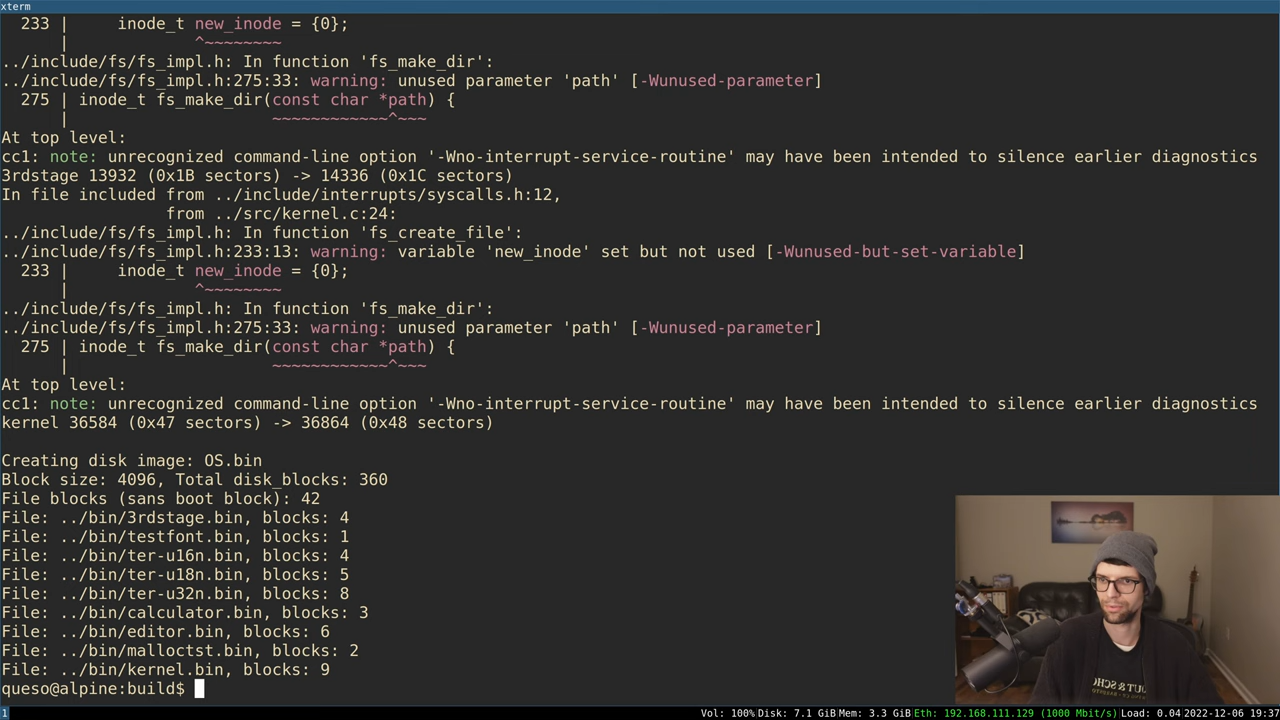 xterm
233 |     inode_t new_inode = {0};
|             ^~~~~~~~~
../include/fs/fs_impl.h: In function 'fs_make_dir':
../include/fs/fs_impl.h:275:33: warning: unused parameter 'path' [-Wunused-parameter]
275 | inode_t fs_make_dir(const char *path) {
|                     ~~~~~~~~~~~~^~~~
At top level:
cc1: note: unrecognized command-line option '-Wno-interrupt-service-routine' may have been intended to silence earlier diagnostics
3rdstage 13932 (0x1B sectors) -> 14336 (0x1C sectors)
In file included from ../include/interrupts/syscalls.h:12,
from ../src/kernel.c:24:
../include/fs/fs_impl.h: In function 'fs_create_file':
../include/fs/fs_impl.h:233:13: warning: variable 'new_inode' set but not used [-Wunused-but-set-variable]
233 |     inode_t new_inode = {0};
|             ^~~~~~~~~
../include/fs/fs_impl.h: In function 'fs_make_dir':
../include/fs/fs_impl.h:275:33: warning: unused parameter 'path' [-Wunused-parameter]
275 | inode_t fs_make_dir(const char *path) {
|                     ~~~~~~~~~~~~^~~~
At top level:
cc1: note: unrecognized command-line option '-Wno-interrupt-service-routine' may have been intended to silence earlier diagnostics
kernel 36584 (0x47 sectors) -> 36864 (0x48 sectors)
Creating disk image: OS.bin
Block size: 4096, Total disk_blocks: 360
File blocks (sans boot block): 42
File: ../bin/3rdstage.bin, blocks: 4
File: ../bin/testfont.bin, blocks: 1
File: ../bin/ter-u16n.bin, blocks: 4
File: ../bin/ter-u18n.bin, blocks: 5
File: ../bin/ter-u32n.bin, blocks: 8
File: ../bin/calculator.bin, blocks: 3
File: ../bin/editor.bin, blocks: 6
File: ../bin/malloctst.bin, blocks: 2
File: ../bin/kernel.bin, blocks: 9
queso@alpine:build$
1 Vol: 100% Disk: 7.1 GiB Mem: 3.3 GiB Eth: 192.168.111.129 (1000 Mbit/s) Load: 0.04 2022-12-06 19:37